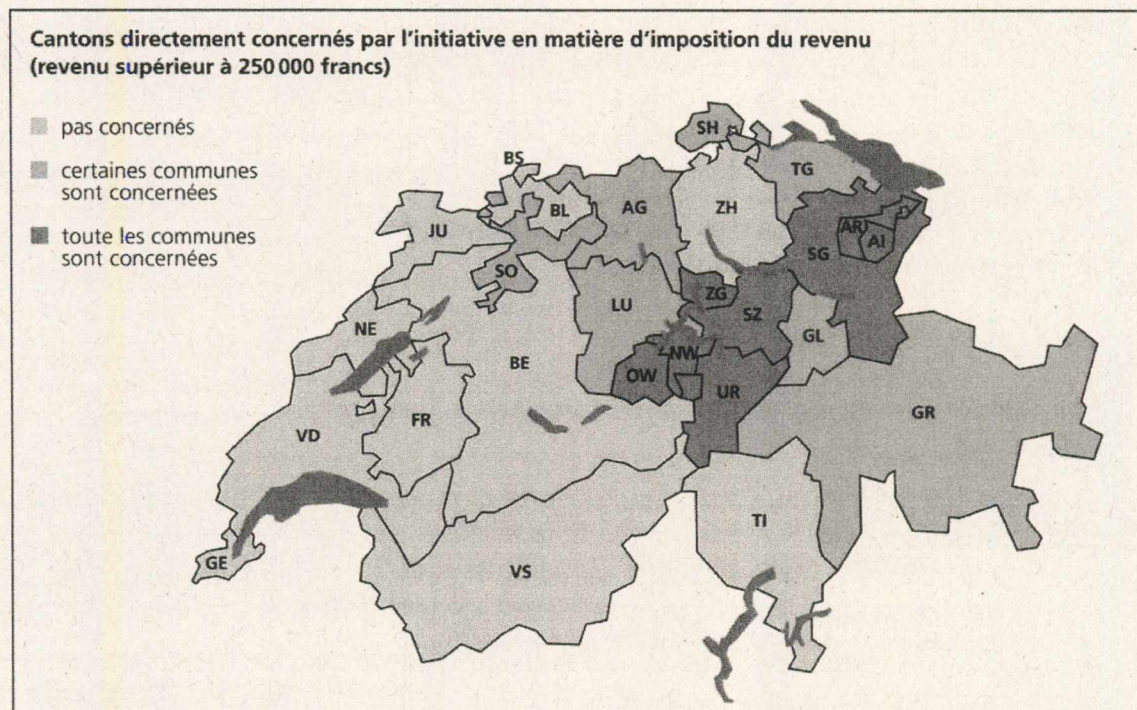 Cantons directement concernés par l'initiative en matière d'imposition du revenu
(revenu supérieur à 250 000 francs)
pas concernés
certaines communes
sont concernées
toute les communes
sont concernées
SH
BS
TG
BL
AG
ZH
JU
AR
AI
SG
SO
ZG
LU
SZ
NE
GL
NW
BE
OW
UR
GR
FR
VD
TI
GE
VS